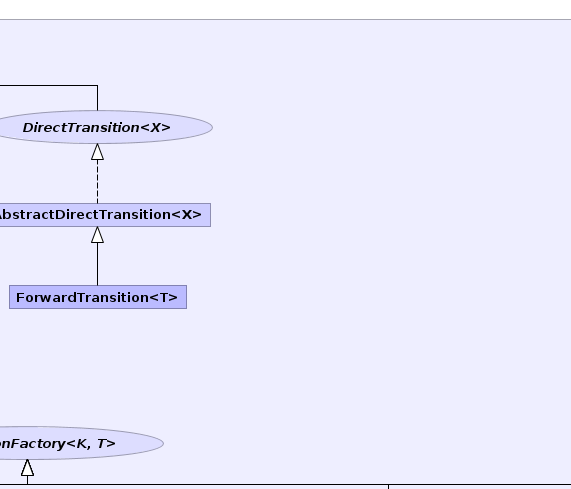 DirectTransition<X>
AbstractDirectTransition<X>
ForwardTransition<T>
onFactory<K, T>